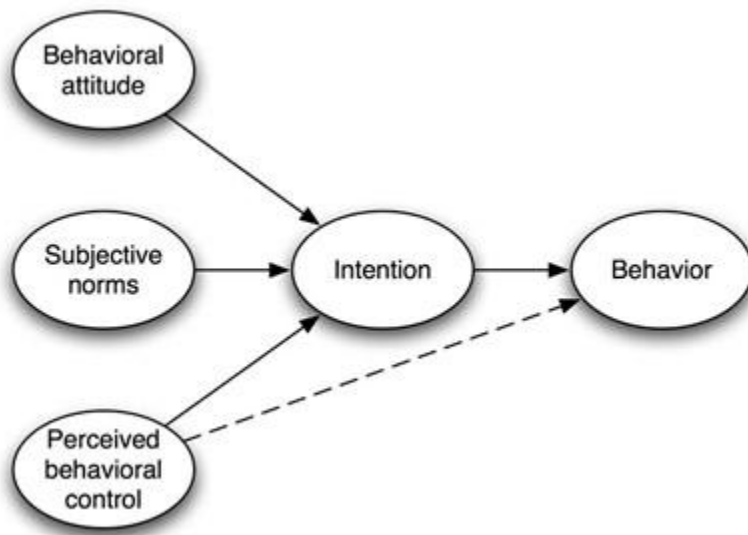 Behavioral
attitude
Subjective
norms
Intention
Behavior
Perceived
behavioral
control